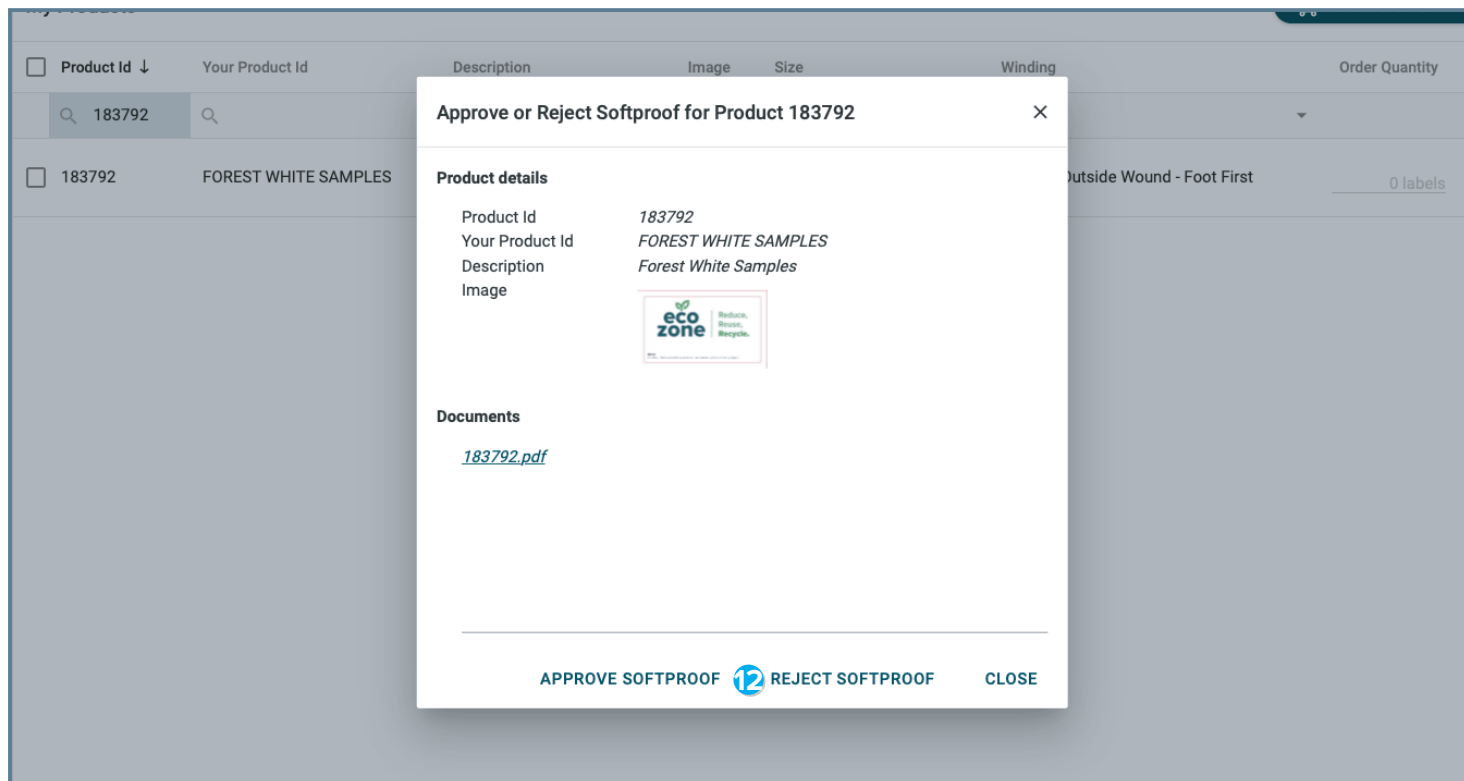 My Products
Product Id ↓ Your Product Id Description Image Size Winding Order Quantity
183792
183792 FOREST WHITE SAMPLES Outside Wound - Foot First 0 labels
Approve or Reject Softproof for Product 183792
Product details
Product Id 183792
Your Product Id FOREST WHITE SAMPLES
Description Forest White Samples
Image
eco zone
Reduce.
Reuse.
Recycle.
Documents
183792.pdf
APPROVE SOFTPROOF 12 REJECT SOFTPROOF CLOSE